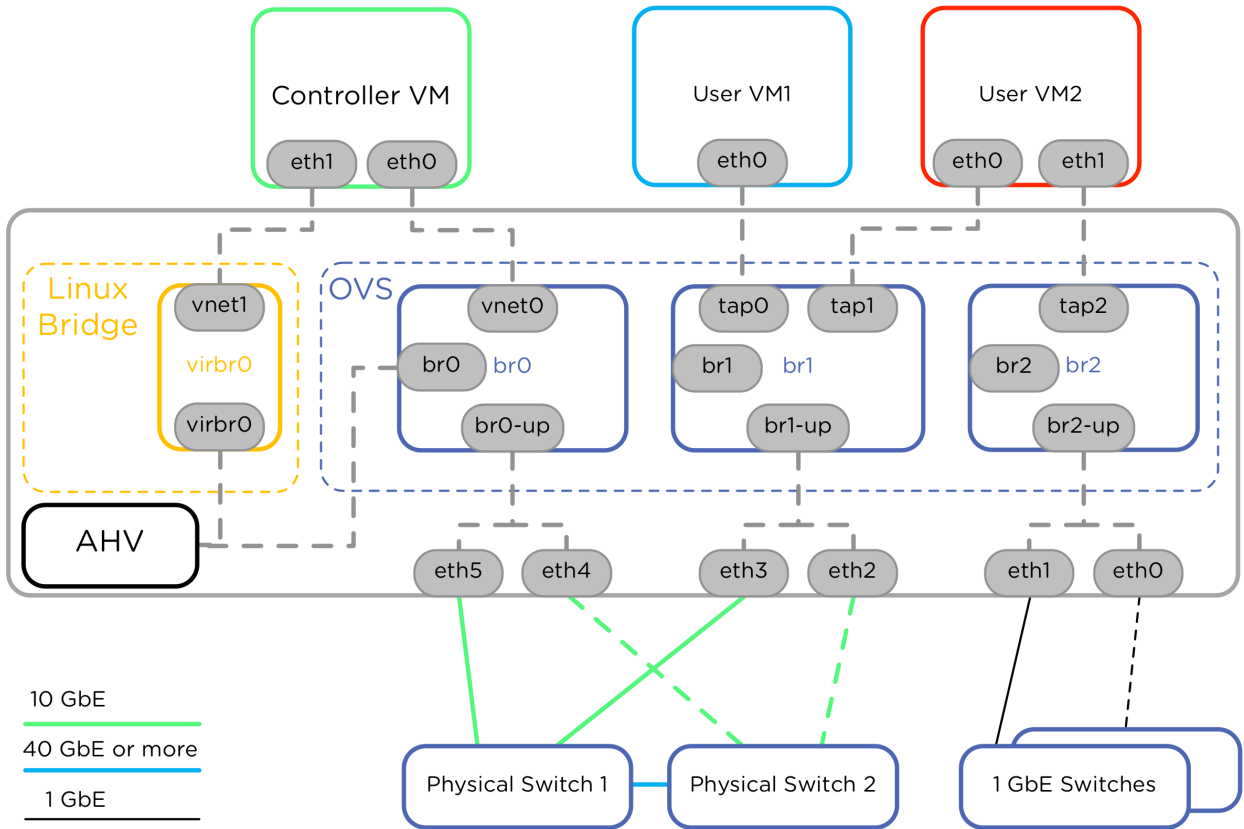 Controller VM
User VM1
User VM2
eth1
eth0
eth0
eth0
eth1
Linux
Bridge
vnet1
virbr0
virbr0
OVS
vnet0
br0
br0
br0-up
tap0
tap1
br1
br1
br1-up
tap2
br2
br2
br2-up
AHV
eth5
eth4
eth3
eth2
eth1
eth0
10 GbE
40 GbE or more
1 GbE
Physical Switch 1
Physical Switch 2
1 GbE Switches